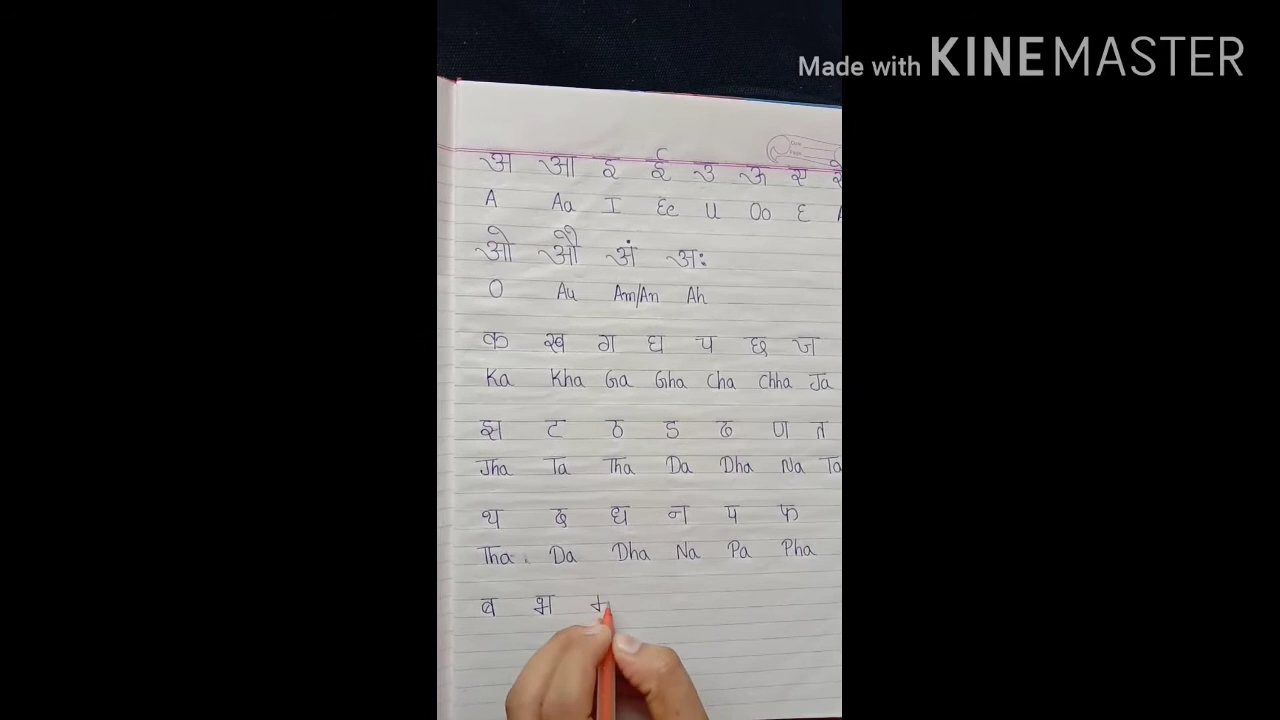 Made with KINEMASTER
अ आ इ ई उ ऊ ए ऐ
A Aa I Ee U Oo E A
ओ औ अं अः
O Au Am/An Ah
क ख ग घ च छ ज
Ka Kha Ga Gha Cha Chha Ja
झ ट ठ ड ढ ण त
Jha Ta Tha Da Dha Na Ta
थ द ध न प फ
Tha Da Dha Na Pa Pha
ब भ